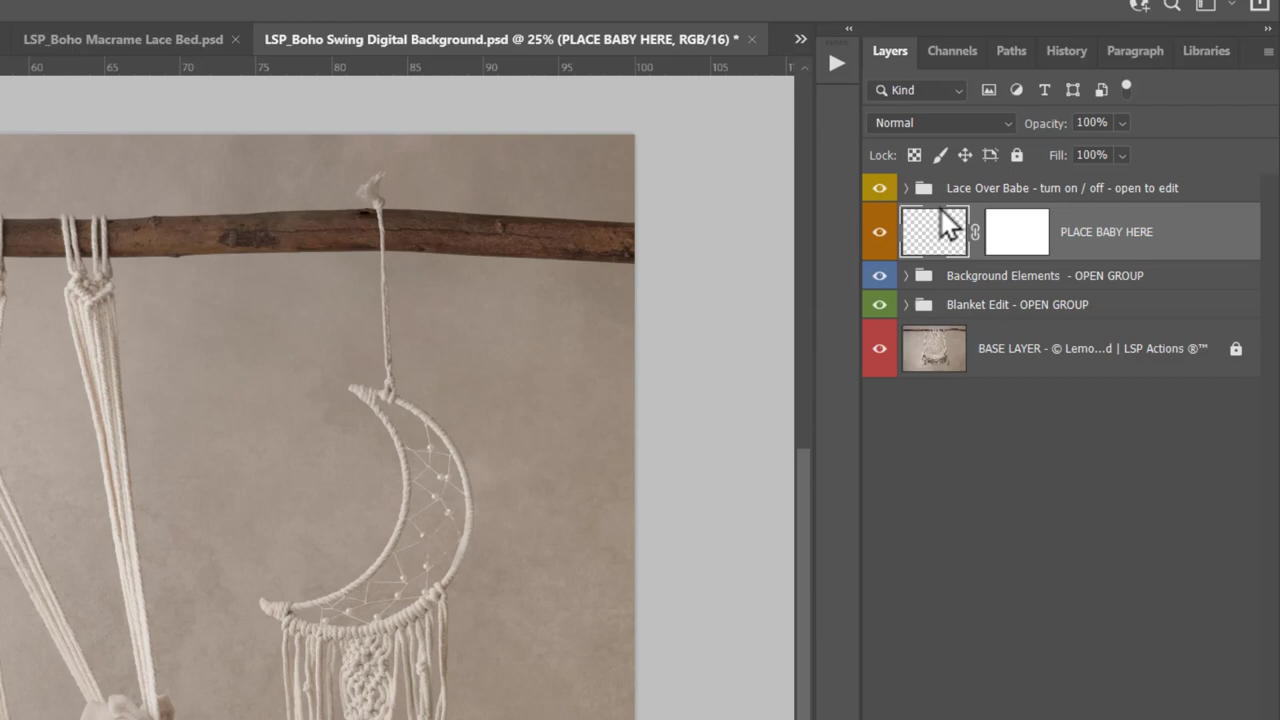 LSP_Boho Macrame Lace Bed.psd × LSP_Boho Swing Digital Background.psd @ 25% (PLACE BABY HERE, RGB/16) * ×
60 65 70 75 80 85 90 95 100 105
Layers Channels Paths History Paragraph Libraries
Kind
Normal Opacity: 100%
Lock: Fill: 100%
Lace Over Babe - turn on / off - open to edit
PLACE BABY HERE
Background Elements - OPEN GROUP
Blanket Edit - OPEN GROUP
BASE LAYER - © Lemo...d | LSP Actions ®™